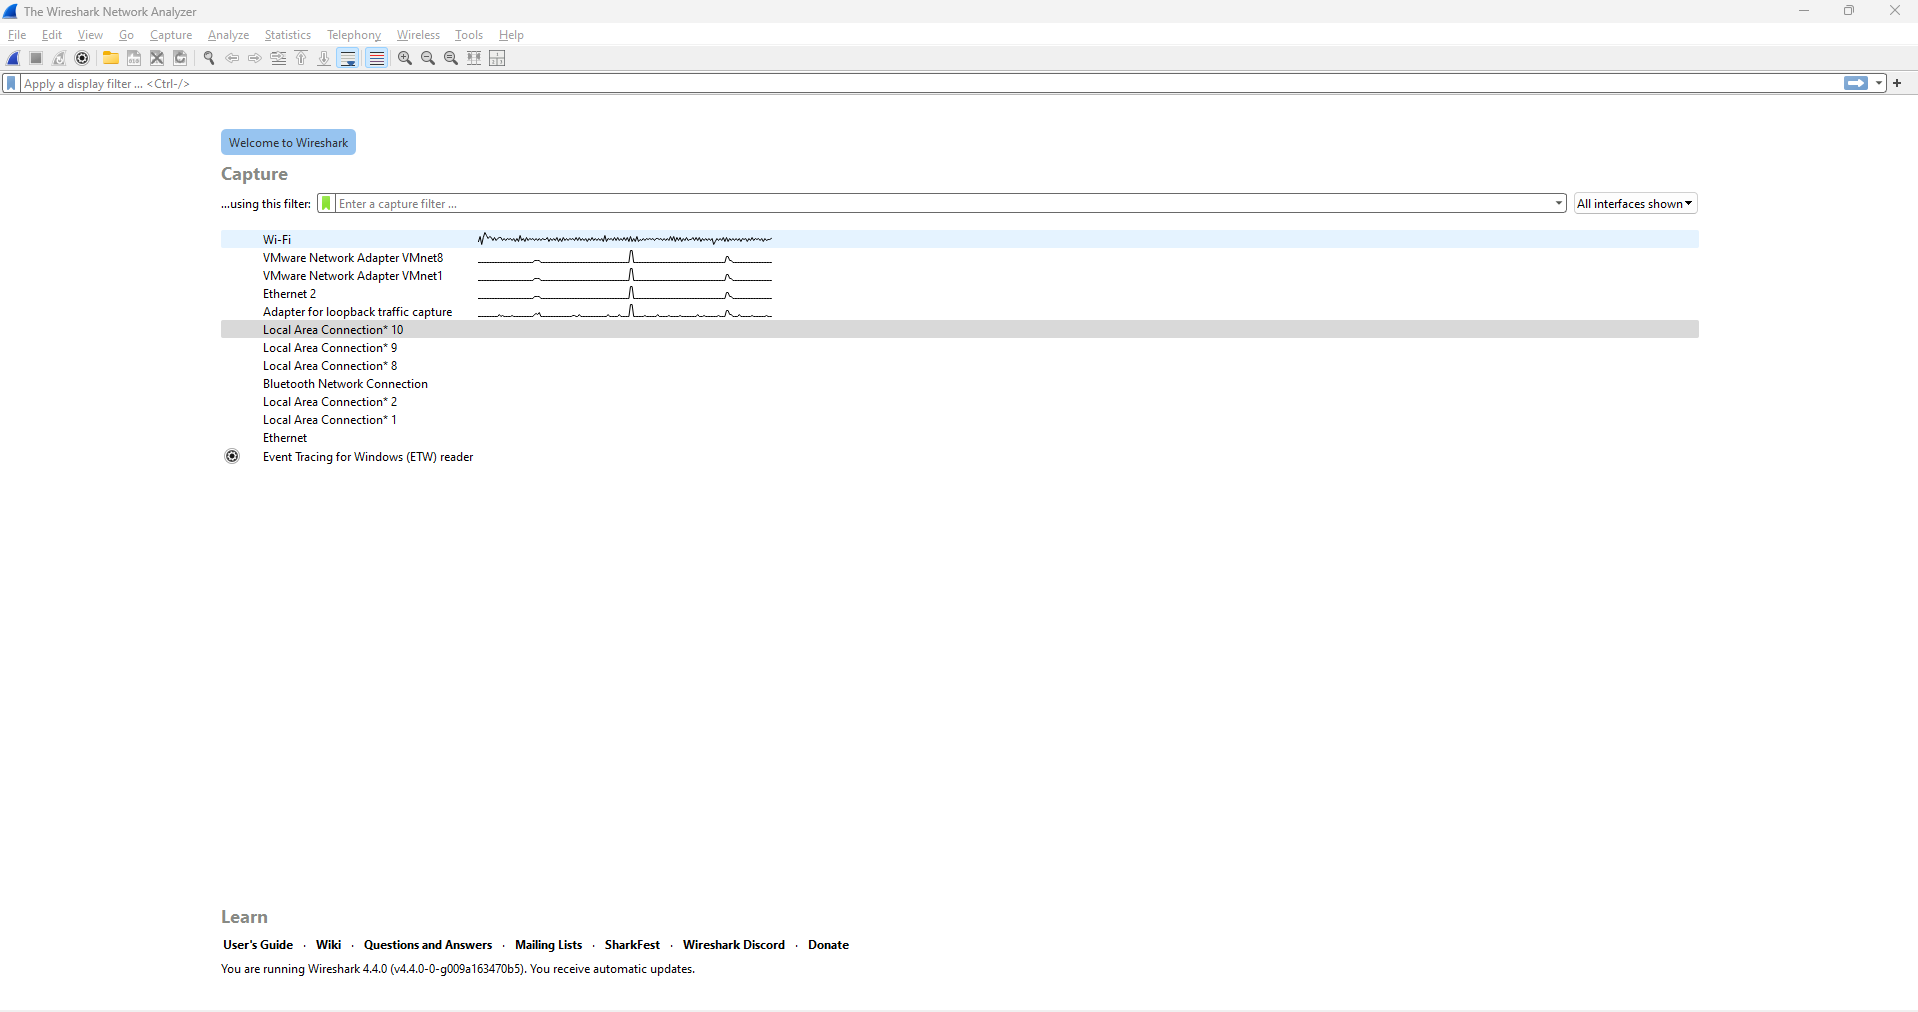 The Wireshark Network Analyzer
File Edit View Go Capture Analyze Statistics Telephony Wireless Tools Help
Apply a display filter ... <Ctrl-/>
Welcome to Wireshark
Capture
...using this filter: Enter a capture filter ... All interfaces shown
Wi-Fi
VMware Network Adapter VMnet8
VMware Network Adapter VMnet1
Ethernet 2
Adapter for loopback traffic capture
Local Area Connection* 10
Local Area Connection* 9
Local Area Connection* 8
Bluetooth Network Connection
Local Area Connection* 2
Local Area Connection* 1
Ethernet
Event Tracing for Windows (ETW) reader
Learn
User's Guide · Wiki · Questions and Answers · Mailing Lists · SharkFest · Wireshark Discord · Donate
You are running Wireshark 4.4.0 (v4.4.0-0-g009a163470b5). You receive automatic updates.